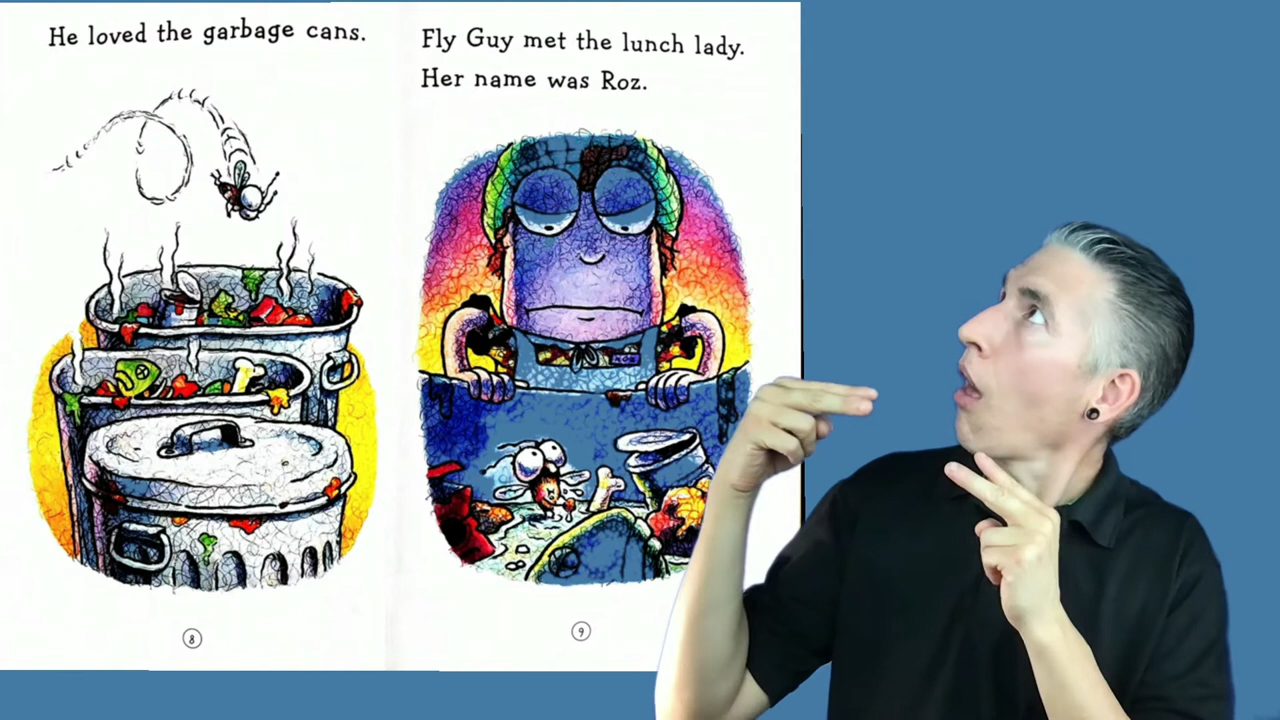 He loved the garbage cans.
Fly Guy met the lunch lady.
Her name was Roz.
8
9